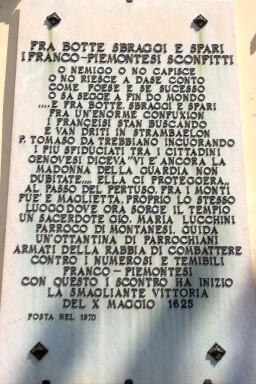 FRA BOTTE SBRAGGI E SPARI
I FRANCO-PIEMONTESI SCONFITTI
O NEMIGO O NO CAPISCE
O NO RIESCE A DASE CONTO
COME POESE E SE SUCESSO
O SA SEGGE A FIN DO MONDO
....E FRA BOTTE, SBRAGGI E SPARI
FRA UN'ENORME CONFUXION
I FRANCEISI STAN BUSCANDO
E VAN DRITI IN STRAMBAELON
P. TOMASO DA TREBBIANO INCUORANDO
I PIU SFIDUCIATI TRA I CITTADINI
GENOVESI DICEVA "VI È ANCORA LA
MADONNA DELLA GUARDIA NON
DUBITATE.... ELLA CI PROTEGGERÀ
AL PASSO DEL PERTUSO, FRA I MONTI
PUÈ E MAGLIETTA, PROPRIO LO STESSO
LUOGO DOVE ORA SORGE IL TEMPIO
UN SACERDOTE GIO. MARIA LUCCHINI
PARROCO DI MONTANESI, GUIDA
UN'OTTANTINA DI PARROCHIANI
ARMATI DELLA RABBIA DI COMBATTERE
CONTRO I NUMEROSI E TEMIBILI
FRANCO-PIEMONTESI
CON QUESTO I SCONTRO HA INIZIO
LA SMAGLIANTE VITTORIA
DEL X MAGGIO 1625
POSTA NEL 1970